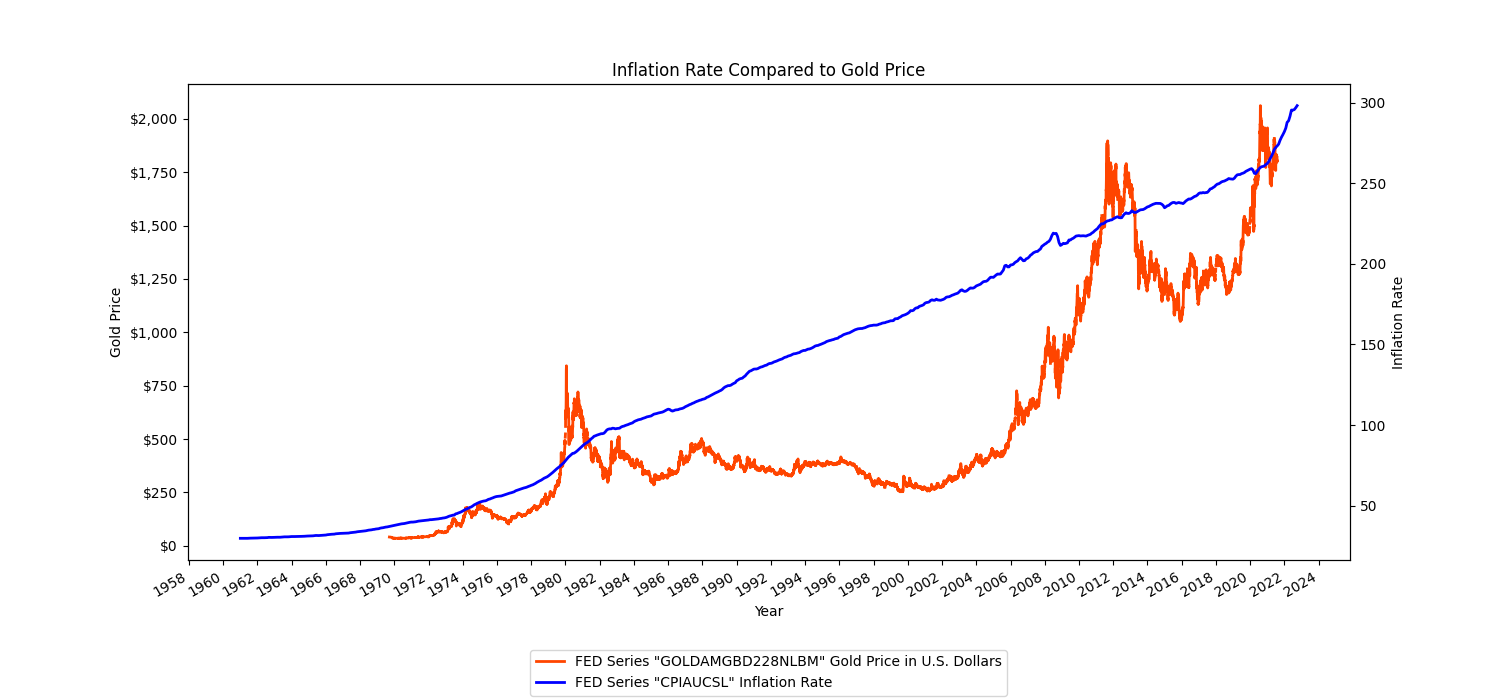 Inflation Rate Compared to Gold Price
$2,000
$1,750
$1,500
$1,250
$1,000
$750
$500
$250
$0
Gold Price
300
250
200
150
100
50
Inflation Rate
1958 1960 1962 1964 1966 1968 1970 1972 1974 1976 1978 1980 1982 1984 1986 1988 1990 1992 1994 1996 1998 2000 2002 2004 2006 2008 2010 2012 2014 2016 2018 2020 2022 2024
Year
FED Series "GOLDAMGBD228NLBM" Gold Price in U.S. Dollars
FED Series "CPIAUCSL" Inflation Rate